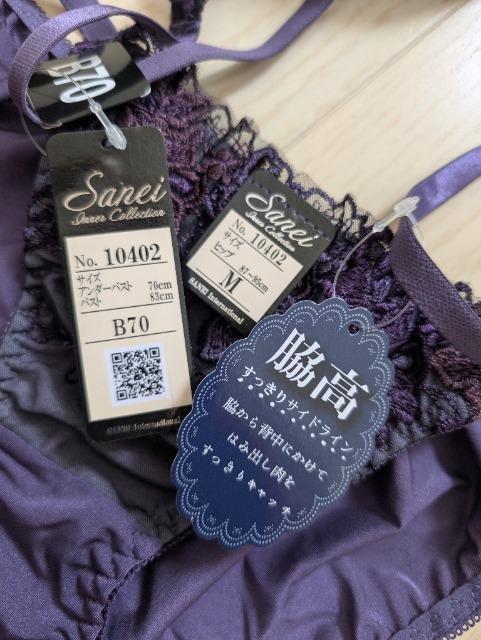 B70
Sanei
Inner Collection
No. 10402
サイズ
アンダーバスト 70cm
バスト 83cm
B70
SANEI International
Sanei
Inner Collection
No. 10402
サイズ
ヒップ 87~95cm
M
SANEI International
脇高
すっきりサイドライン
脇から背中にかけて
はみ出し肉を
すっきりキャッチ